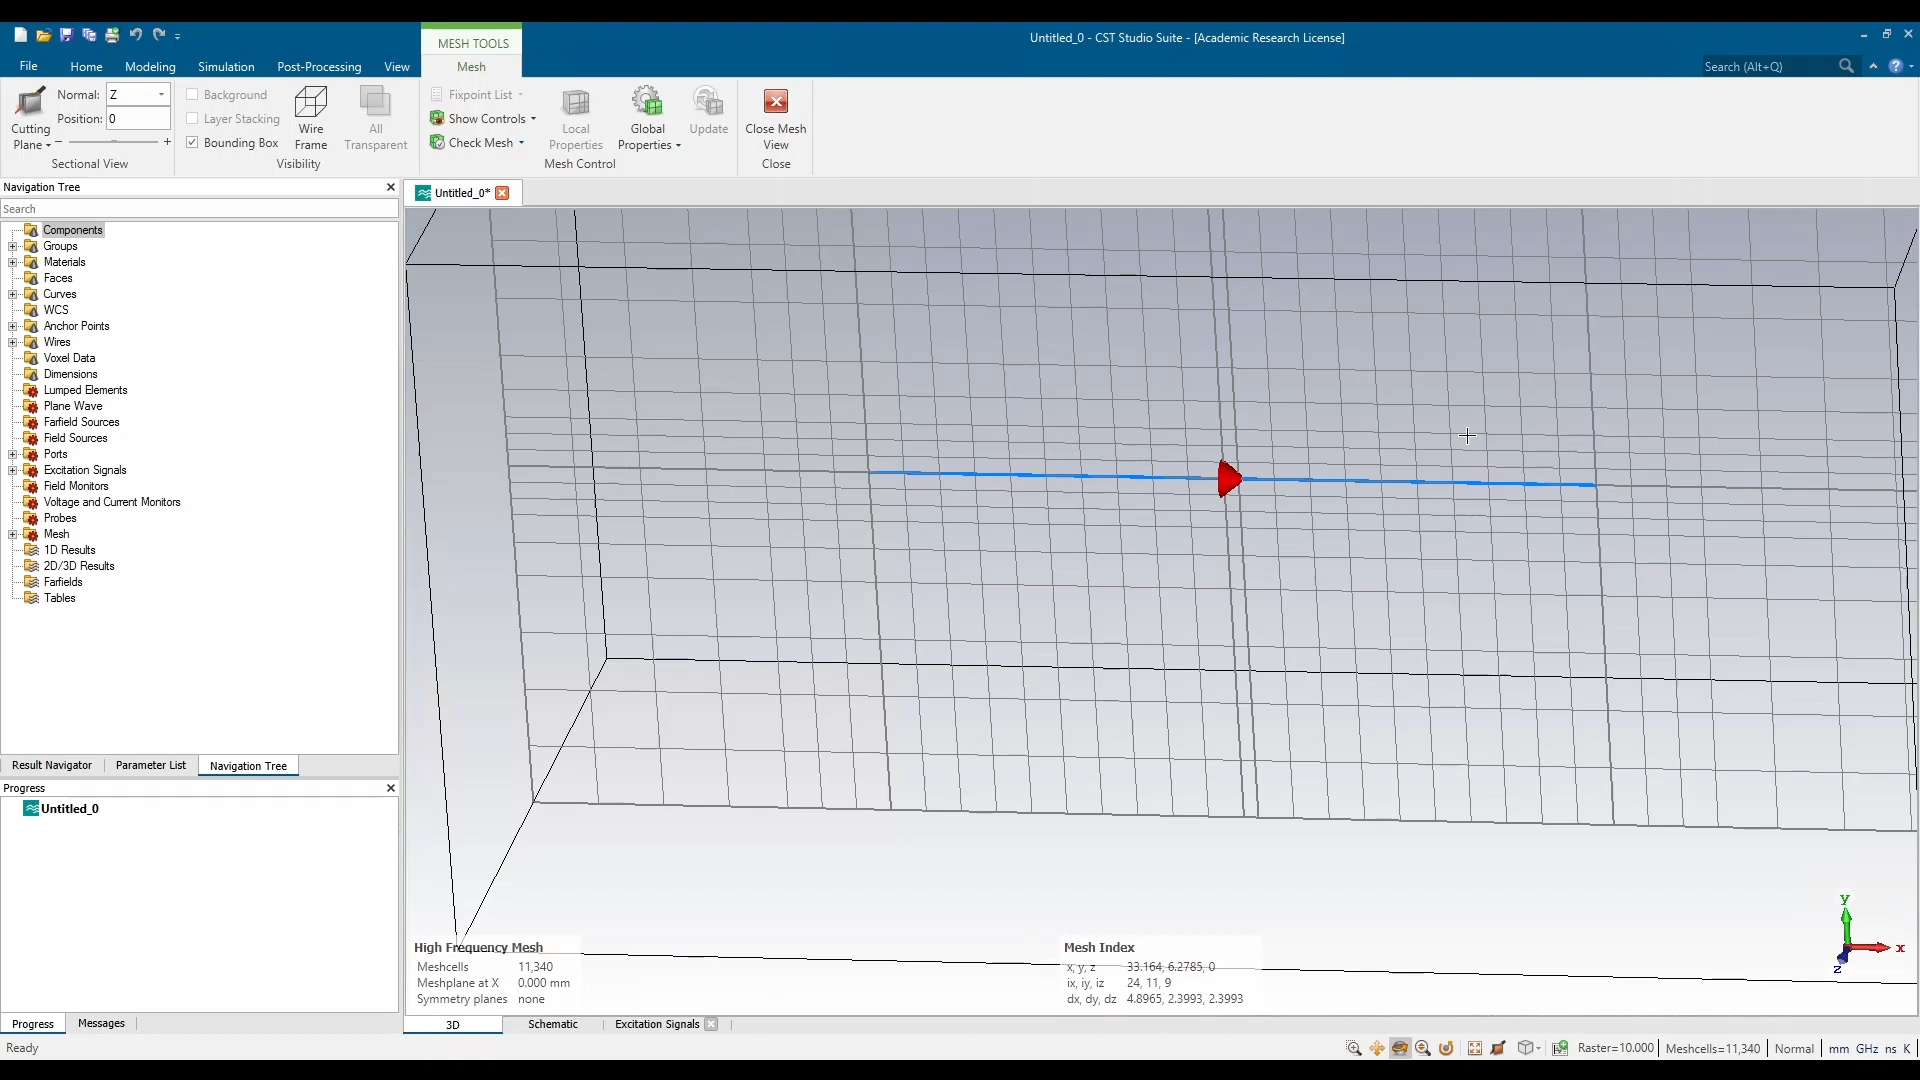 MESH TOOLS
Untitled_0 - CST Studio Suite - [Academic Research License]
File Home Modeling Simulation Post-Processing View Mesh
Search (Alt+Q)
Normal: Z
Position: 0
Cutting Plane
Sectional View
Background
Layer Stacking
Bounding Box
Wire Frame
All Transparent
Visibility
Fixpoint List
Show Controls
Check Mesh
Local Properties
Global Properties
Update
Mesh Control
Close Mesh View
Close
Navigation Tree
Untitled_0*
Search
Components
Groups
Materials
Faces
Curves
WCS
Anchor Points
Wires
Voxel Data
Dimensions
Lumped Elements
Plane Wave
Farfield Sources
Field Sources
Ports
Excitation Signals
Field Monitors
Voltage and Current Monitors
Probes
Mesh
1D Results
2D/3D Results
Farfields
Tables
Result Navigator Parameter List Navigation Tree
Progress
Untitled_0
y
x
z
High Frequency Mesh
Meshcells 11,340
Meshplane at X 0.000 mm
Symmetry planes none
Mesh Index
x, y, z 33.164, 6.2785, 0
ix, iy, iz 24, 11, 9
dx, dy, dz 4.8965, 2.3993, 2.3993
Progress Messages
3D Schematic Excitation Signals
Ready
Raster=10.000 Meshcells=11,340 Normal mm GHz ns K